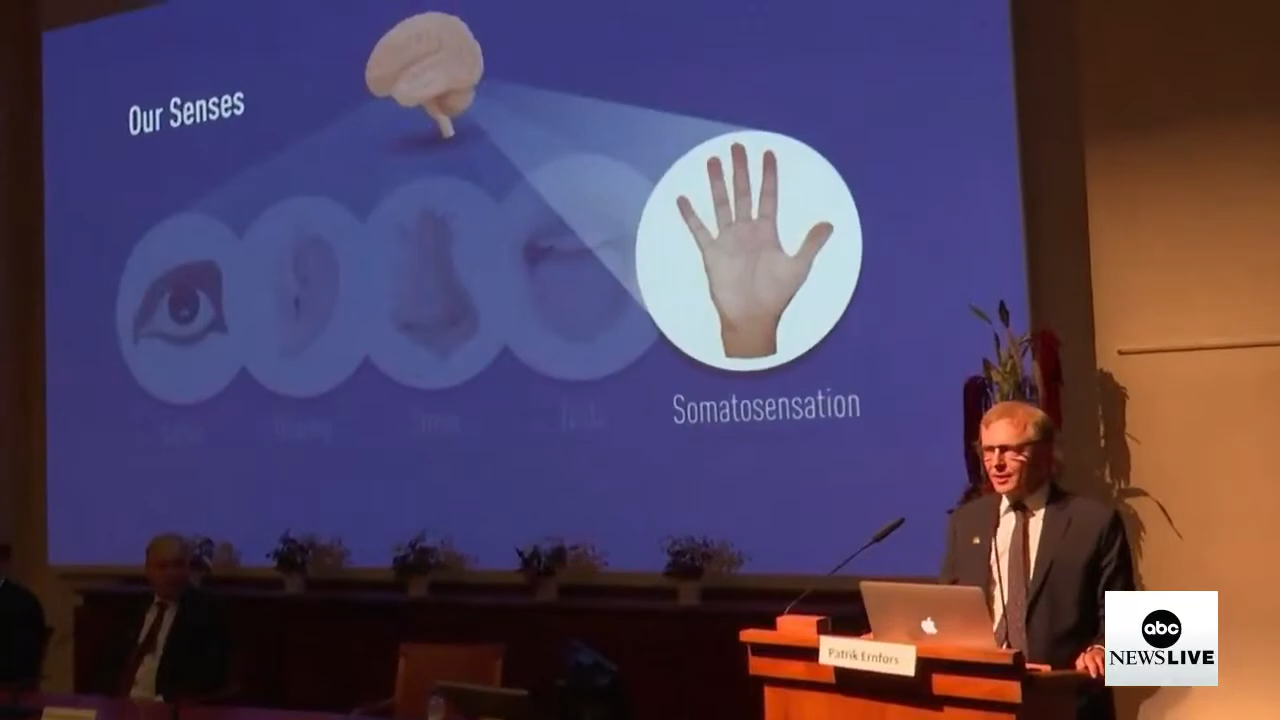 Our Senses
Somatosensation
Patrik Ernfors
abc
NEWSLIVE